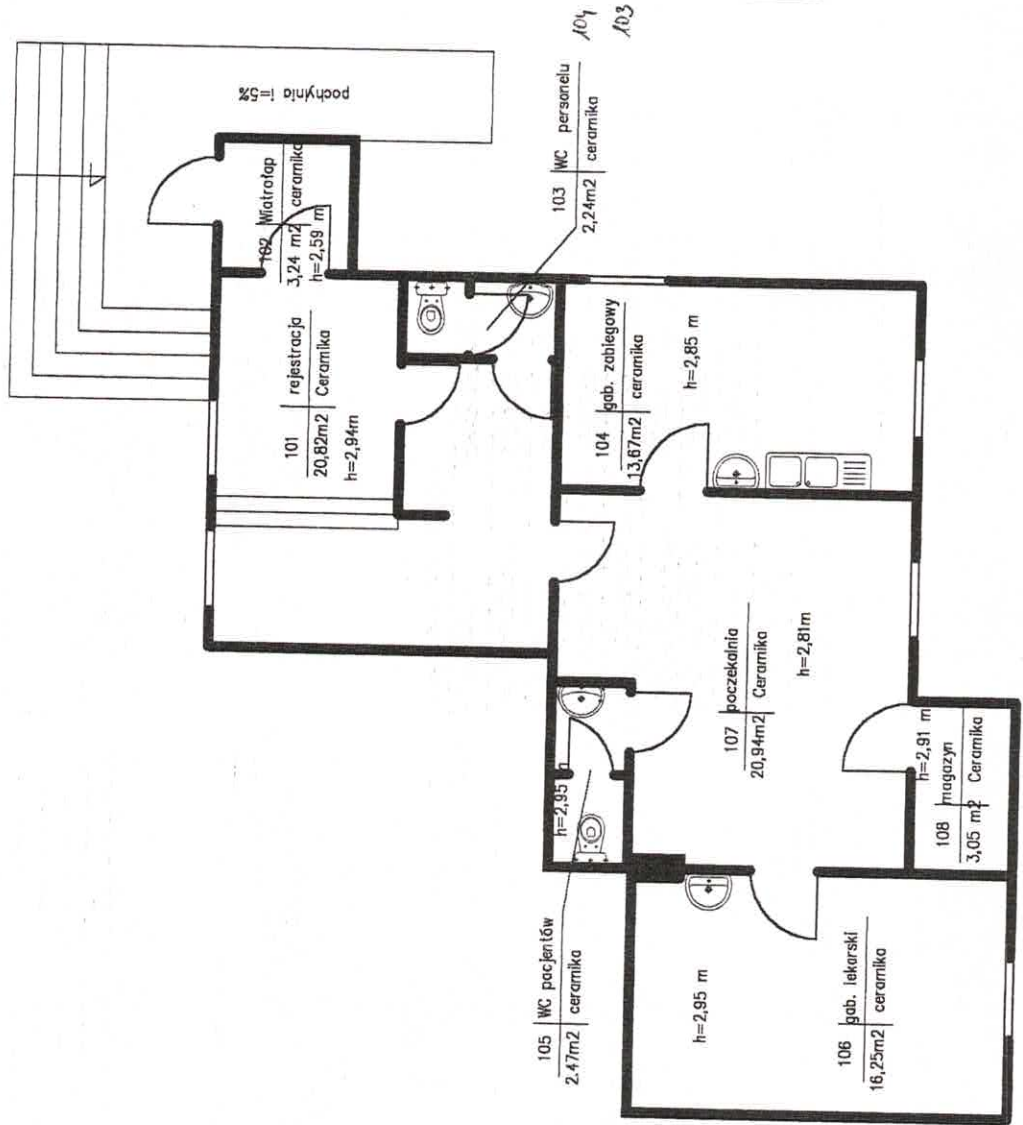 pochylnia i=5%
102 Wiatrołap
3,24 m2 ceramika
h=2,59 m
101 rejestracja
20,82m2 Ceramika
h=2,94m
103 WC personelu
2,24m2 ceramika
104
103
104 gab. zabiegowy
13,67m2 ceramika
h=2,85 m
107 poczekalnia
20,94m2 Ceramika
h=2,81m
h=2,95
105 WC pacjentów
2.47m2 ceramika
h=2,91 m
108 magazyn
3,05 m2 Ceramika
h=2,95 m
106 gab. lekarski
16,25m2 ceramika